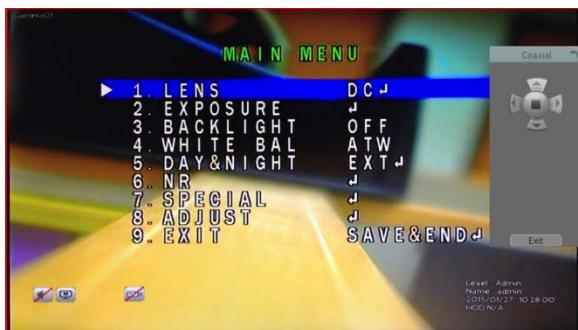 Camera01
MAIN MENU
1. LENS DC↲
2. EXPOSURE ↲
3. BACKLIGHT OFF
4. WHITE BAL ATW
5. DAY&NIGHT EXT↲
6. NR ↲
7. SPECIAL ↲
8. ADJUST ↲
9. EXIT SAVE&END↲
Coaxial
Exit
Level Admin
Name admin
2015/01/27 10:28:00
HDD N/A